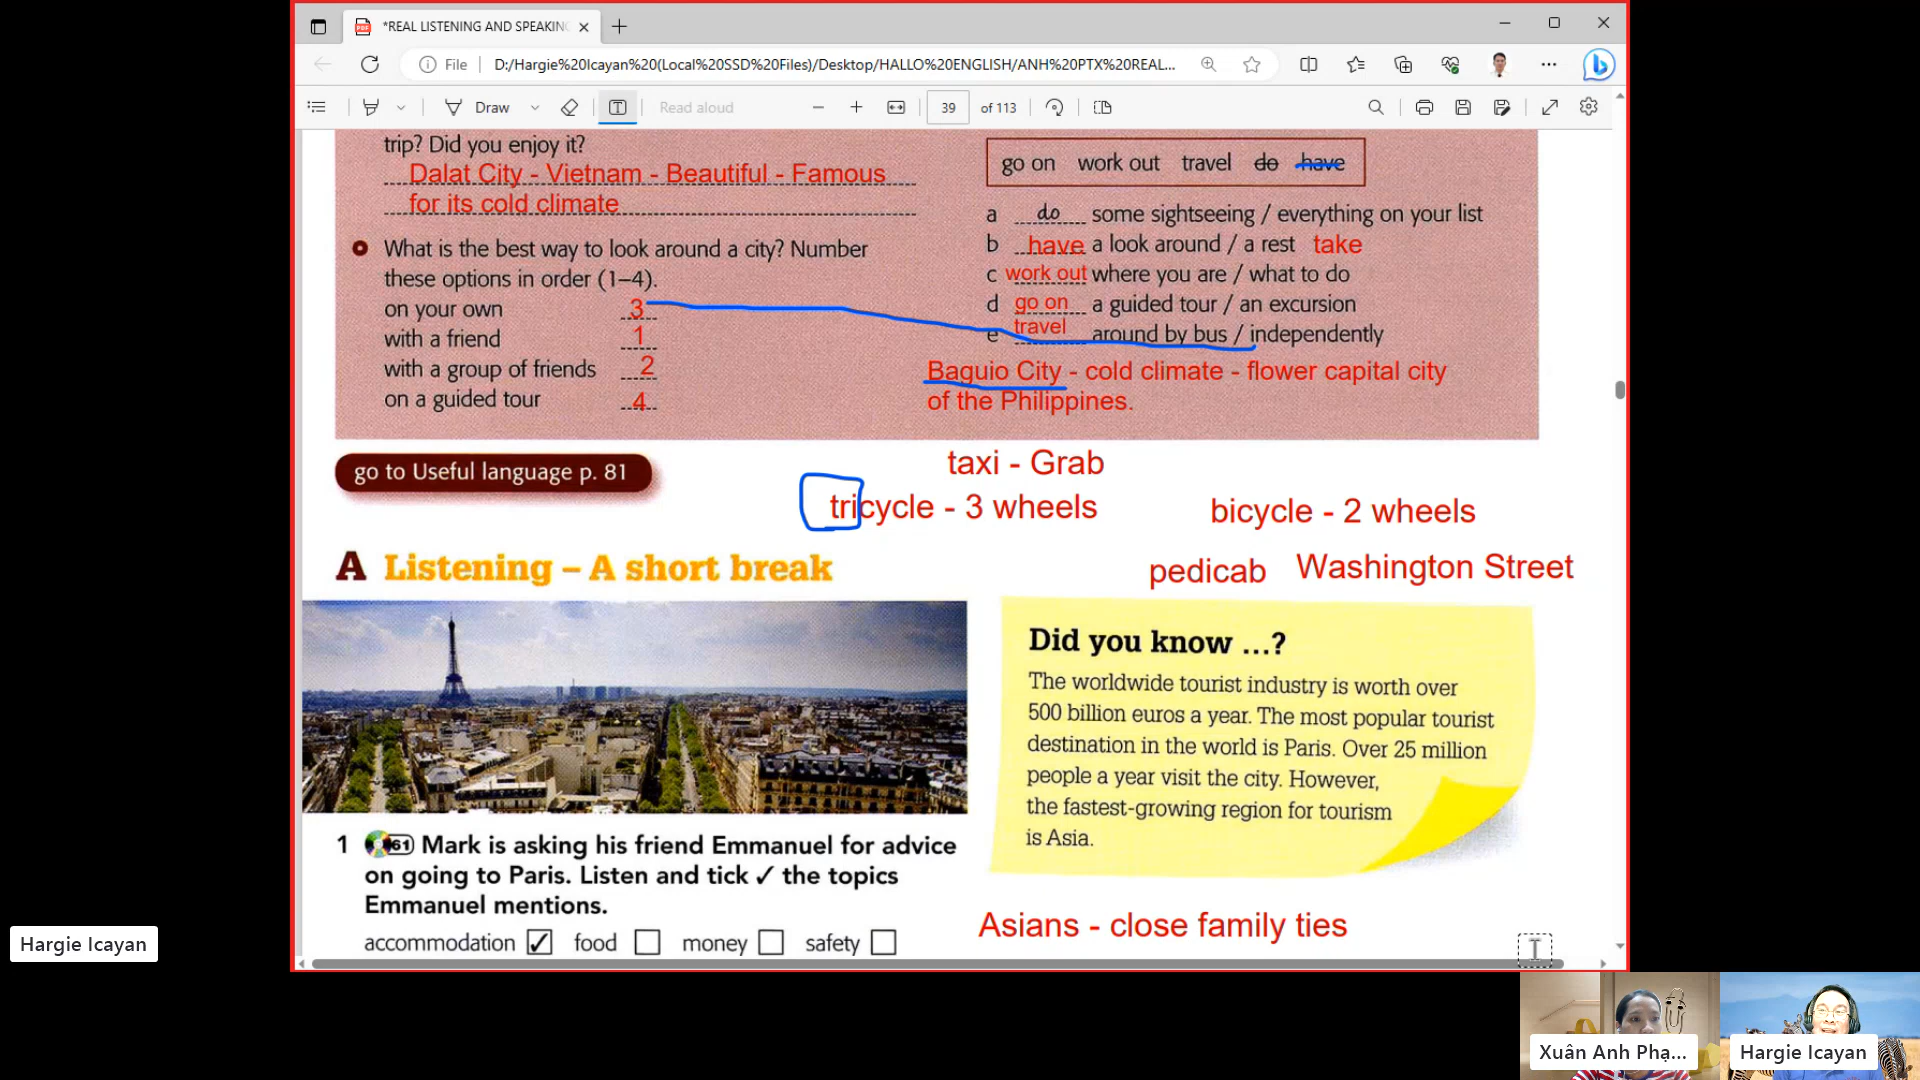 *REAL LISTENING AND SPEAKING
File
D:/Hargie%20Icayan%20(Local%20SSD%20Files)/Desktop/HALLO%20ENGLISH/ANH%20PTX%20REAL...
Draw
Read aloud
39
of 113
trip? Did you enjoy it?
Dalat City - Vietnam - Beautiful - Famous
for its cold climate
What is the best way to look around a city? Number
these options in order (1–4).
on your own 3
with a friend 1
with a group of friends 2
on a guided tour 4
go on work out travel do have
a do some sightseeing / everything on your list
b have a look around / a rest take
c work out where you are / what to do
d go on a guided tour / an excursion
e travel around by bus / independently
Baguio City - cold climate - flower capital city
of the Philippines.
go to Useful language p. 81
taxi - Grab
tricycle - 3 wheels
bicycle - 2 wheels
pedicab
Washington Street
A Listening – A short break
Did you know ...?
The worldwide tourist industry is worth over
500 billion euros a year. The most popular tourist
destination in the world is Paris. Over 25 million
people a year visit the city. However,
the fastest-growing region for tourism
is Asia.
1 61 Mark is asking his friend Emmanuel for advice
on going to Paris. Listen and tick ✓ the topics
Emmanuel mentions.
accommodation ✓ food money safety
Asians - close family ties
Hargie Icayan
Xuân Anh Phạ...
Hargie Icayan